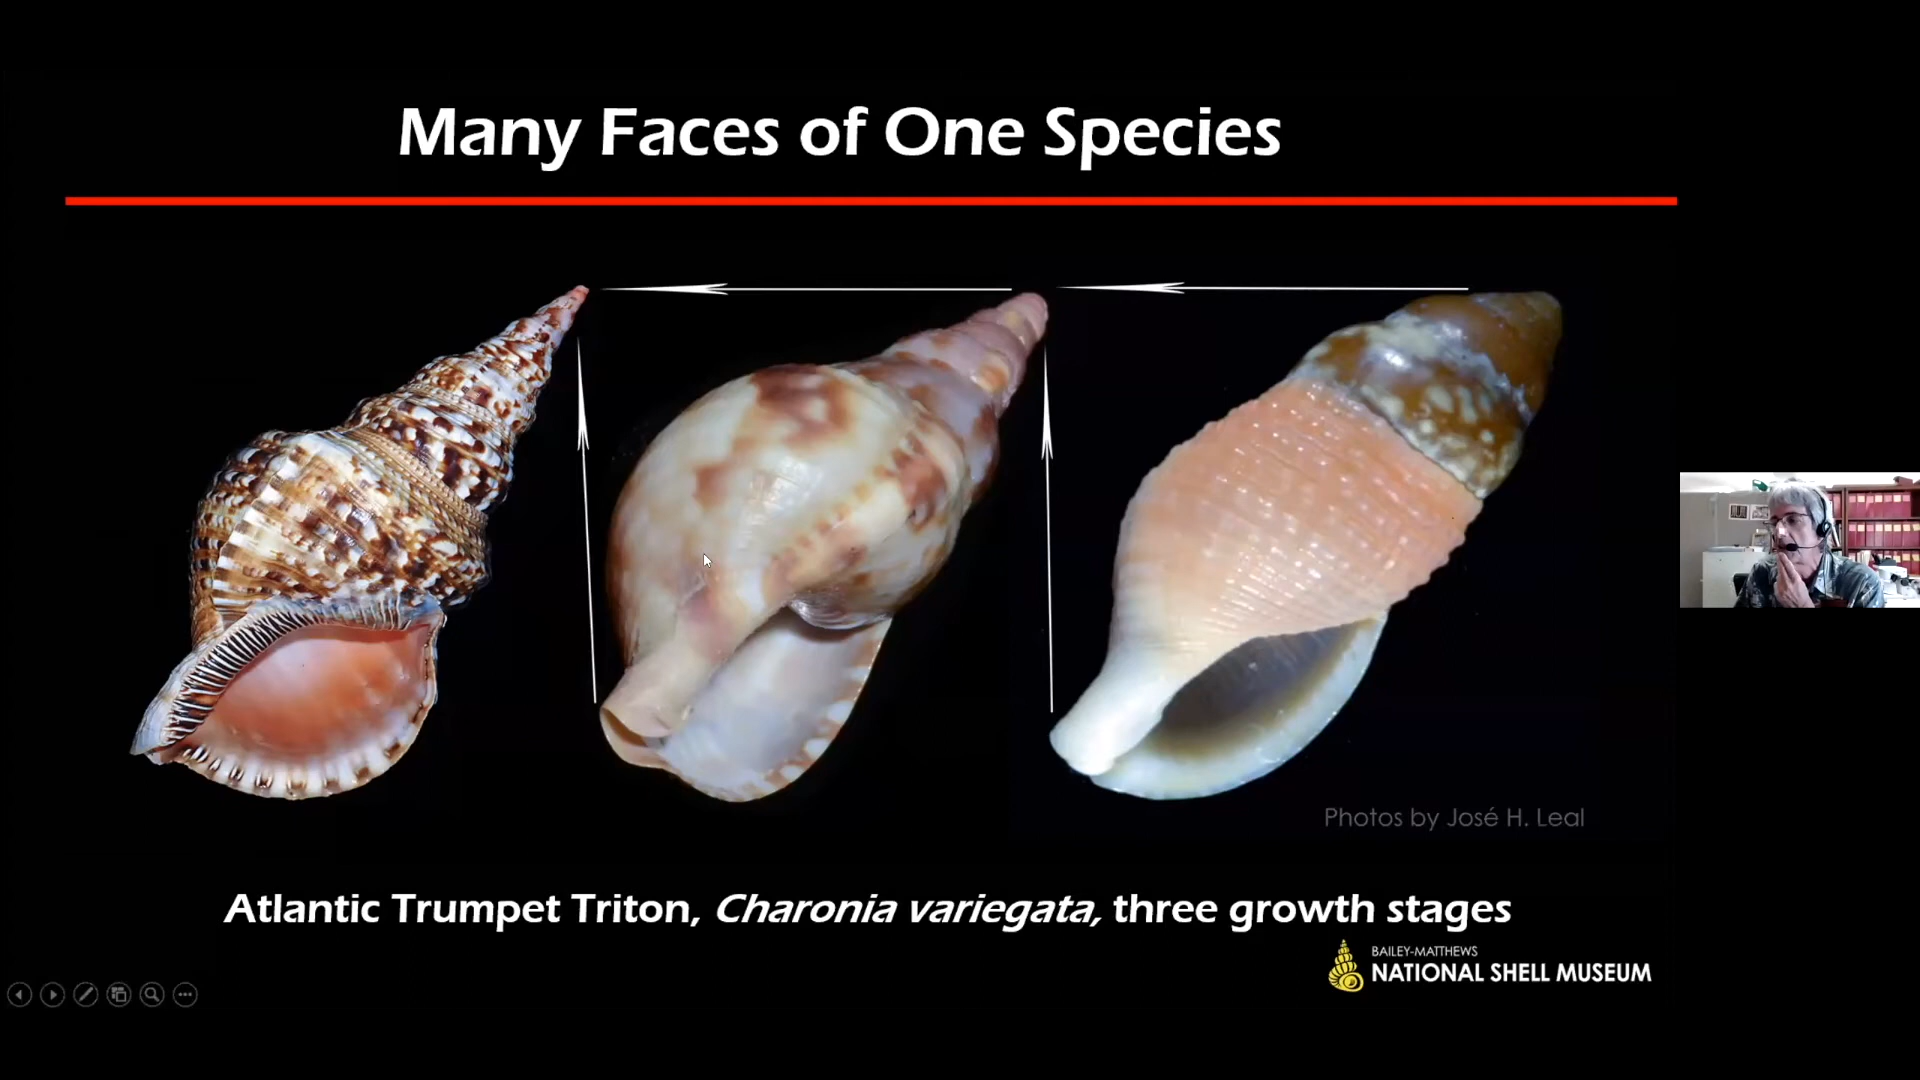 Many Faces of One Species
Photos by José H. Leal
Atlantic Trumpet Triton, Charonia variegata, three growth stages
BAILEY-MATTHEWS
NATIONAL SHELL MUSEUM